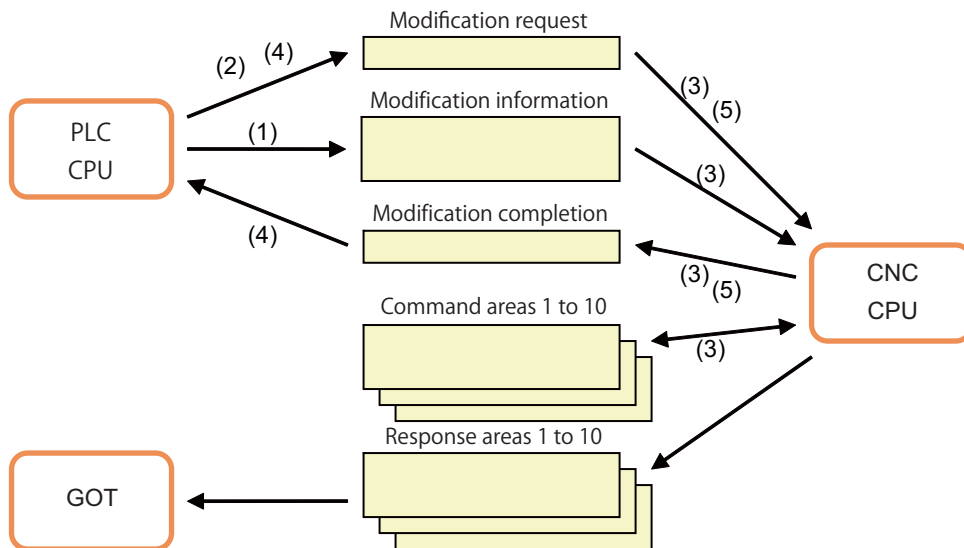 Modification request
(4)
(2)
(3)
(5)
Modification information
PLC
CPU
(1)
(3)
Modification completion
(4)
(3)
(5)
CNC
CPU
Command areas 1 to 10
(3)
Response areas 1 to 10
GOT